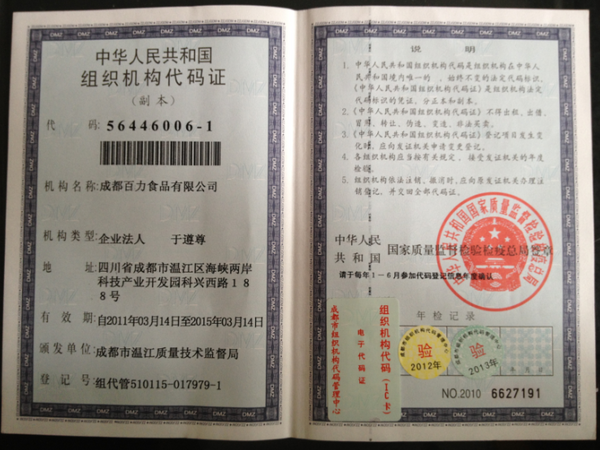 中华人民共和国
组织机构代码证
(副本)
代 码: 56446006-1
机构名称: 成都百力食品有限公司
机构类型: 企业法人 于遵尊
地 址: 四川省成都市温江区海峡两岸
科技产业开发园科兴西路188号
有 效 期: 自2011年03月14日至2015年03月14日
颁发单位: 成都市温江质量技术监督局
登 记 号: 组代管510115-017979-1
说 明
1. 中华人民共和国组织机构代码是组织机构在中华人
民共和国境内唯一的、始终不变的法定代码标识,
《中华人民共和国组织机构代码证》是组织机构法定
代码标识的凭证,分正本和副本。
2. 《中华人民共和国组织机构代码证》不得出租、出借、
冒用、转让、伪造、变造、非法买卖。
3. 《中华人民共和国组织机构代码证》登记项目发生变
化时,应向发证机关申请变更登记。
4. 各组织机构应当按有关规定,接受发证机关的年度
检验。
5. 组织机构依法注销、撤消时,应向原发证机关办理注
销登记,并交回全部代码证。
中华人民
共和国
国家质量监督检验检疫总局签章
请于每年1-6月参加代码登记信息年度确认
年检记录
组织机构代码(IC卡)
电子代码证
成都市组织机构代码管理中心
验
2012年
验
2013年
NO.2010 6627191